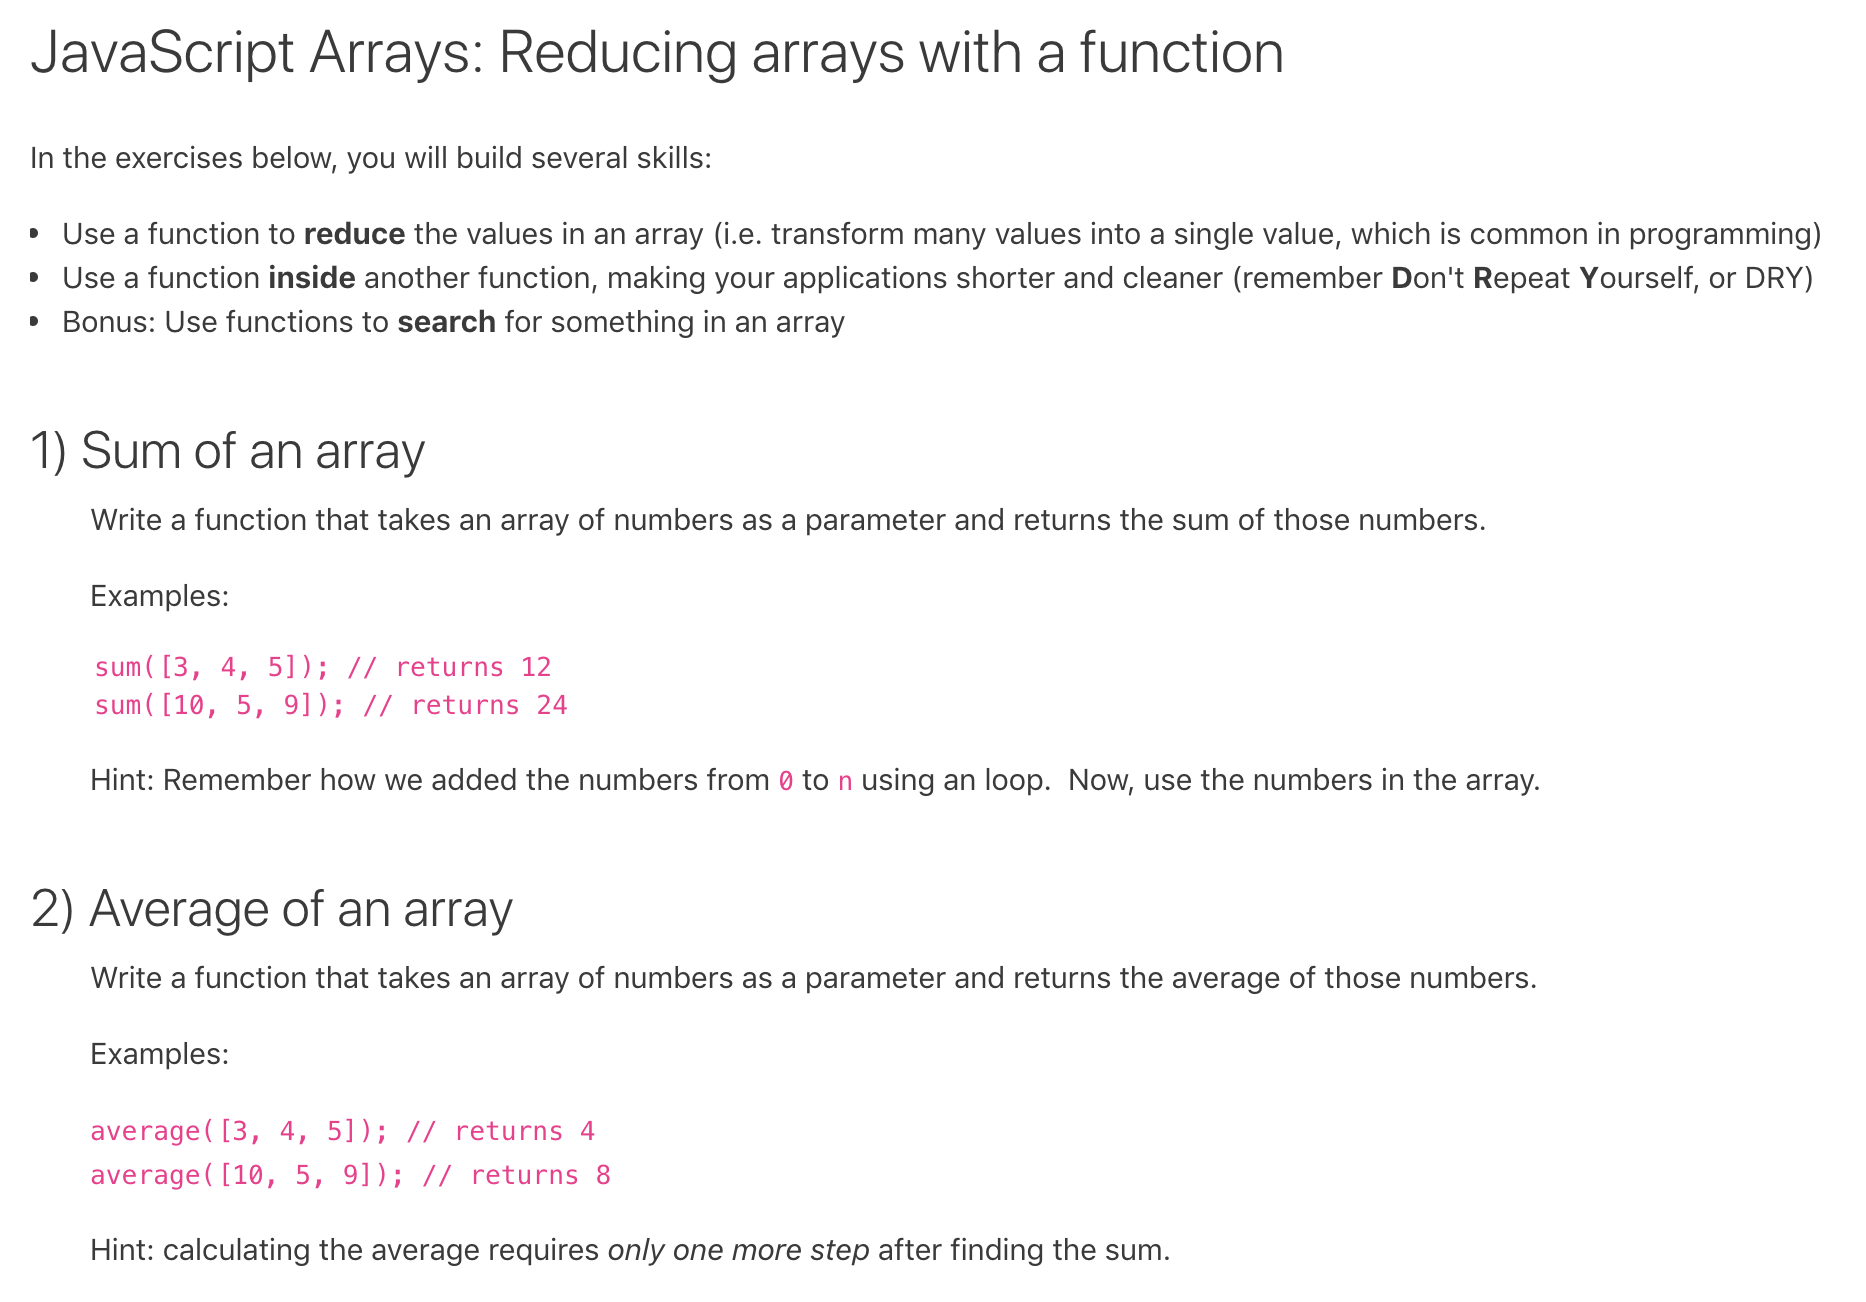 JavaScript Arrays: Reducing arrays with a function
In the exercises below, you will build several skills:
• Use a function to reduce the values in an array (i.e. transform many values into a single value, which is common in programming)
• Use a function inside another function, making your applications shorter and cleaner (remember Don't Repeat Yourself, or DRY)
• Bonus: Use functions to search for something in an array
1) Sum of an array
Write a function that takes an array of numbers as a parameter and returns the sum of those numbers.
Examples:
sum([3, 4, 5]); // returns 12
sum([10, 5, 9]); // returns 24
Hint: Remember how we added the numbers from 0 to n using an loop.  Now, use the numbers in the array.
2) Average of an array
Write a function that takes an array of numbers as a parameter and returns the average of those numbers.
Examples:
average([3, 4, 5]); // returns 4
average([10, 5, 9]); // returns 8
Hint: calculating the average requires only one more step after finding the sum.